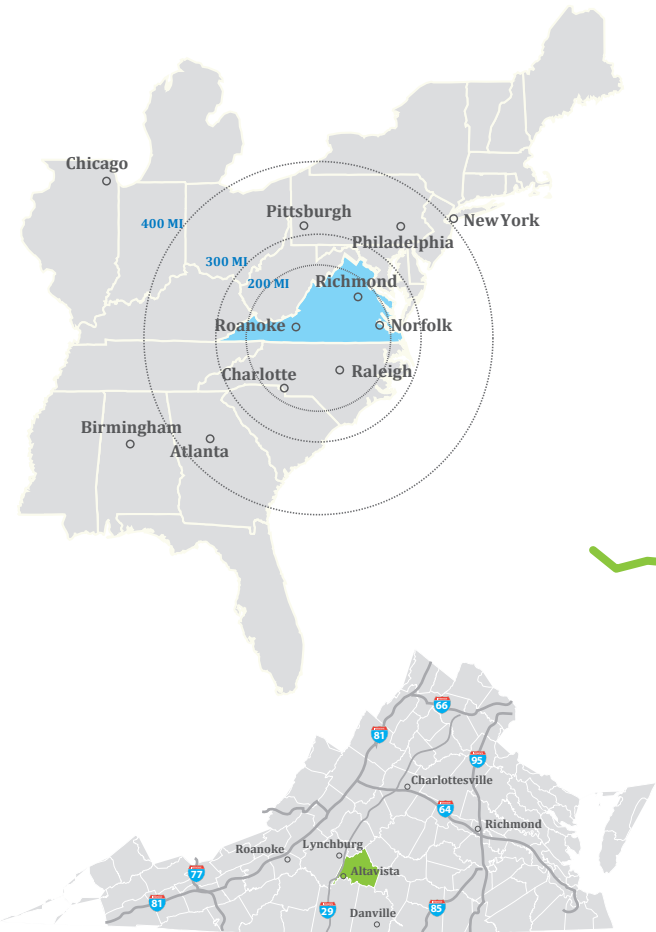 Chicago
Pittsburgh
New York
400 MI
Philadelphia
300 MI
200 MI
Richmond
Roanoke
Norfolk
Charlotte
Raleigh
Birmingham
Atlanta
66
81
95
Charlottesville
64
Richmond
Lynchburg
Roanoke
Altavista
77
81
29
Danville
85